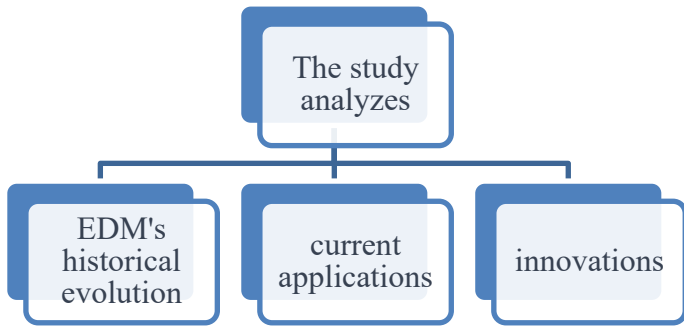 The study
analyzes
EDM's
historical
evolution
current
applications
innovations